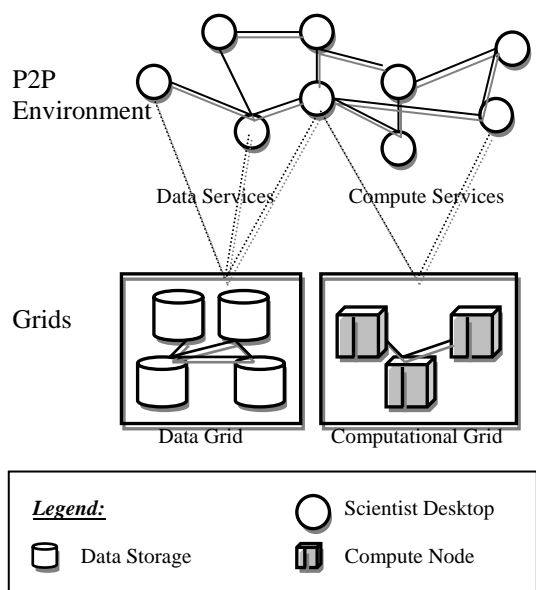 P2P
Environment
Data Services
Compute Services
Grids
Data Grid
Computational Grid
Legend:
Scientist Desktop
Data Storage
Compute Node